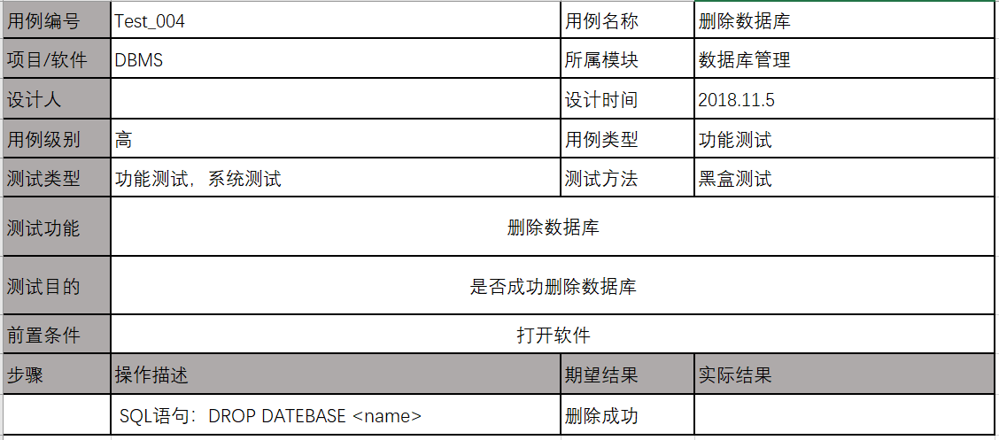 用例编号 Test_004 用例名称 删除数据库
项目/软件 DBMS 所属模块 数据库管理
设计人 设计时间 2018.11.5
用例级别 高 用例类型 功能测试
测试类型 功能测试，系统测试 测试方法 黑盒测试
测试功能 删除数据库
测试目的 是否成功删除数据库
前置条件 打开软件
步骤 操作描述 期望结果 实际结果
SQL语句：DROP DATEBASE <name> 删除成功